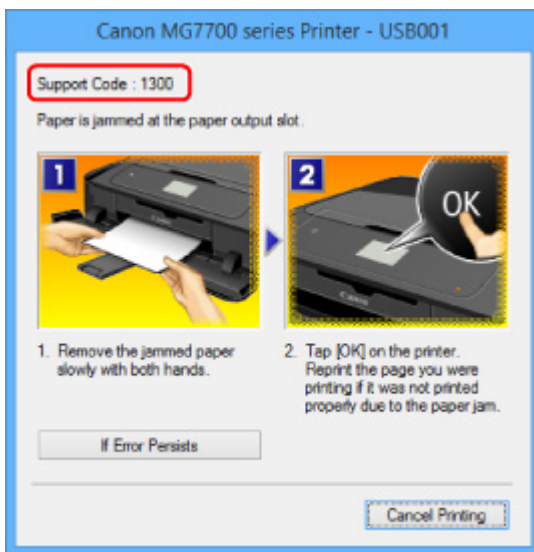 Canon MG7700 series Printer - USB001
Support Code : 1300
Paper is jammed at the paper output slot.
1
2
OK
Canon
Canon
1. Remove the jammed paper
slowly with both hands.
2. Tap [OK] on the printer.
Reprint the page you were
printing if it was not printed
properly due to the paper jam.
If Error Persists
Cancel Printing